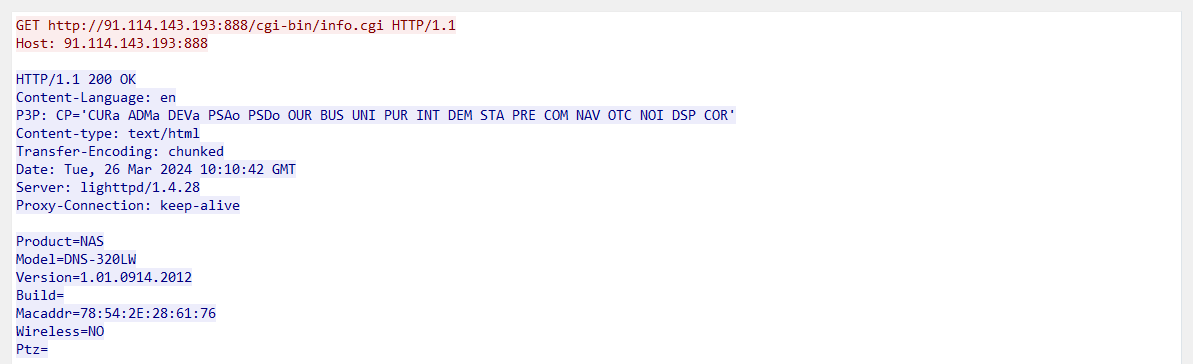 GET http://91.114.143.193:888/cgi-bin/info.cgi HTTP/1.1
Host: 91.114.143.193:888
HTTP/1.1 200 OK
Content-Language: en
P3P: CP='CURa ADMa DEVa PSAo PSDo OUR BUS UNI PUR INT DEM STA PRE COM NAV OTC NOI DSP COR'
Content-type: text/html
Transfer-Encoding: chunked
Date: Tue, 26 Mar 2024 10:10:42 GMT
Server: lighttpd/1.4.28
Proxy-Connection: keep-alive
Product=NAS
Model=DNS-320LW
Version=1.01.0914.2012
Build=
Macaddr=78:54:2E:28:61:76
Wireless=NO
Ptz=